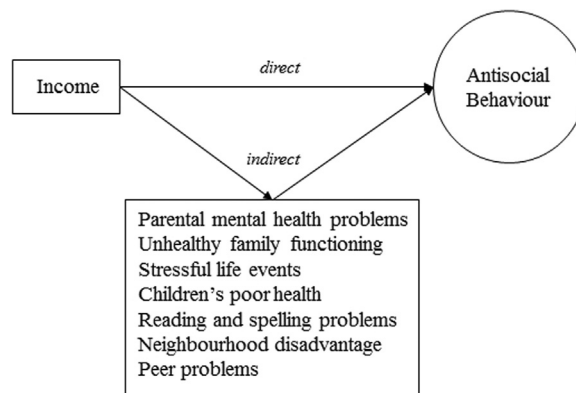 direct
Income
Antisocial
Behaviour
indirect
Parental mental health problems
Unhealthy family functioning
Stressful life events
Children’s poor health
Reading and spelling problems
Neighbourhood disadvantage
Peer problems